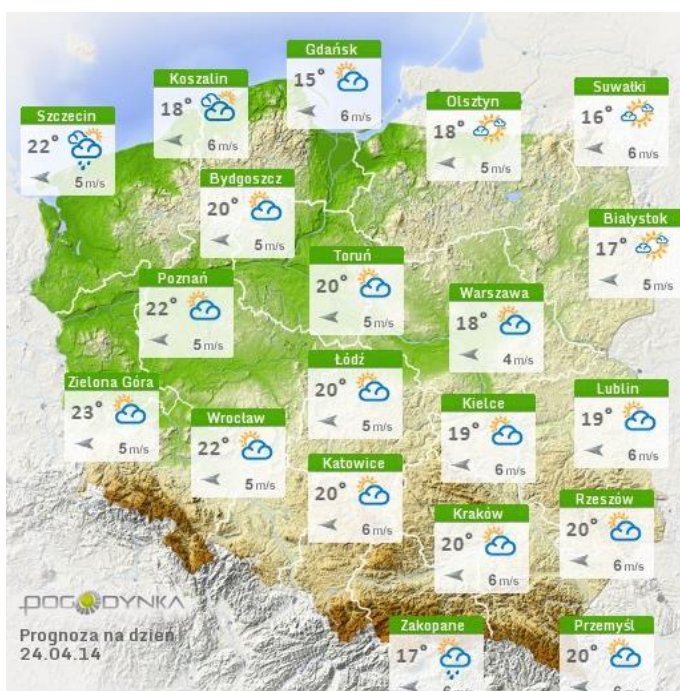 Gdańsk
15°
6 m/s
Koszalin
18°
6 m/s
Suwałki
16°
6 m/s
Olsztyn
18°
5 m/s
Szczecin
22°
5 m/s
Bydgoszcz
20°
5 m/s
Białystok
17°
5 m/s
Toruń
20°
5 m/s
Poznań
22°
5 m/s
Warszawa
18°
4 m/s
Łódź
20°
5 m/s
Zielona Góra
23°
5 m/s
Lublin
19°
6 m/s
Kielce
19°
6 m/s
Wrocław
22°
5 m/s
Katowice
20°
6 m/s
Rzeszów
20°
6 m/s
Kraków
20°
6 m/s
POGODYNKA
Prognoza na dzień
24.04.14
Zakopane
17°
6 m/s
Przemyśl
20°
6 m/s